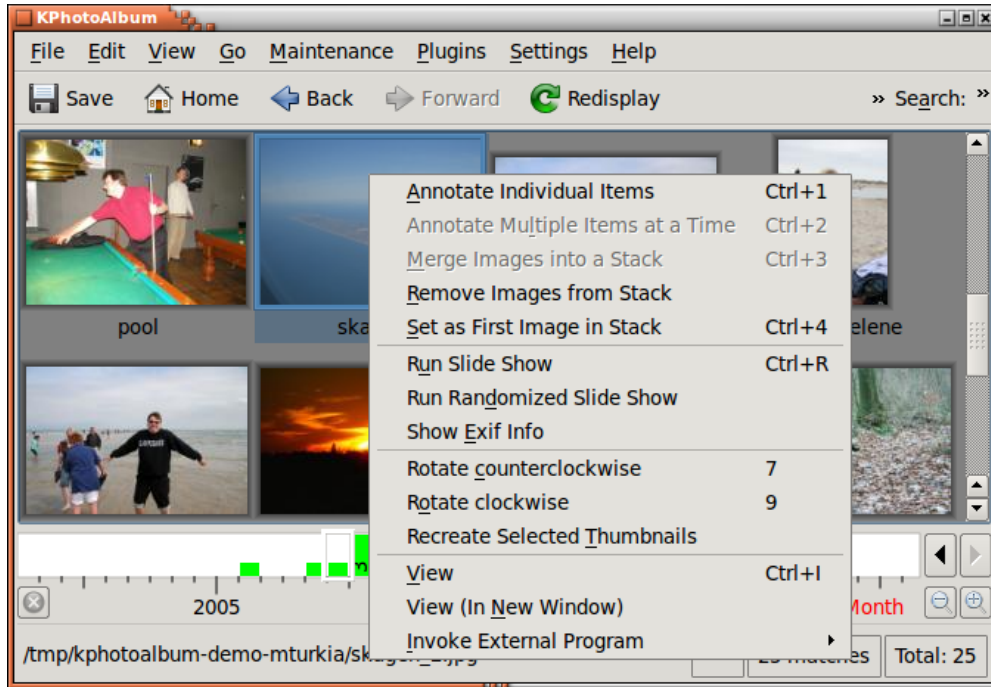 KPhotoAlbum
File Edit View Go Maintenance Plugins Settings Help
Save Home Back Forward Redisplay » Search: »
Annotate Individual Items Ctrl+1
Annotate Multiple Items at a Time Ctrl+2
Merge Images into a Stack Ctrl+3
Remove Images from Stack
Set as First Image in Stack Ctrl+4
Run Slide Show Ctrl+R
Run Randomized Slide Show
Show Exif Info
Rotate counterclockwise 7
Rotate clockwise 9
Recreate Selected Thumbnails
View Ctrl+I
View (In New Window)
Invoke External Program
pool ska elene
2005 Month
/tmp/kphotoalbum-demo-mturkia/ matches Total: 25